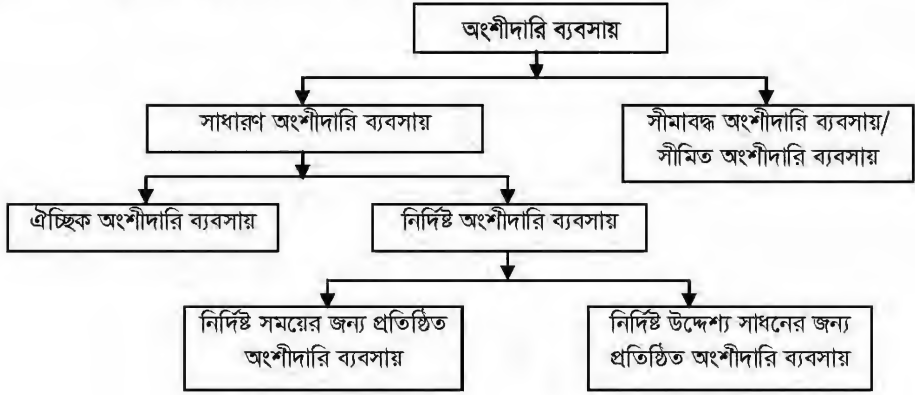 অংশীদারি ব্যবসায়
সাধারণ অংশীদারি ব্যবসায়
সীমাবদ্ধ অংশীদারি ব্যবসায়/
সীমিত অংশীদারি ব্যবসায়
ঐচ্ছিক অংশীদারি ব্যবসায়
নির্দিষ্ট অংশীদারি ব্যবসায়
নির্দিষ্ট সময়ের জন্য প্রতিষ্ঠিত
অংশীদারি ব্যবসায়
নির্দিষ্ট উদ্দেশ্য সাধনের জন্য
প্রতিষ্ঠিত অংশীদারি ব্যবসায়